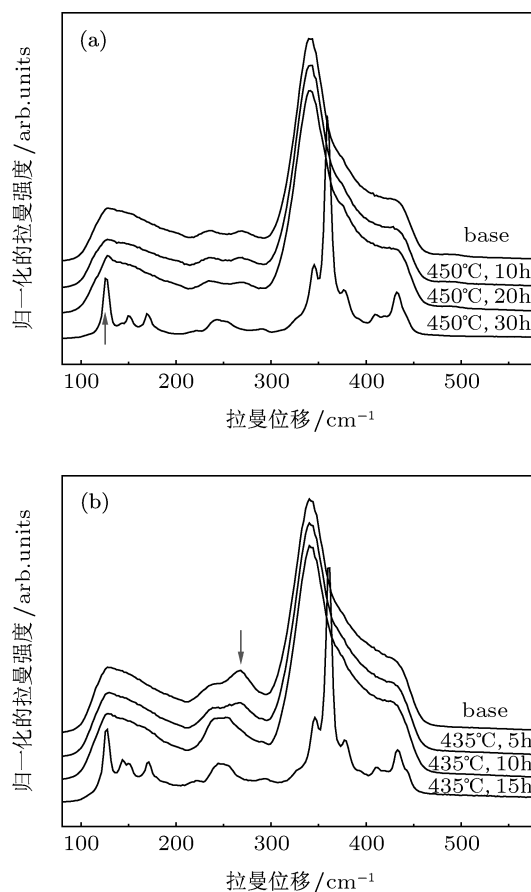 (a)
归一化的拉曼强度/arb.units
base
450℃, 10h
450℃, 20h
450℃, 30h
100 200 300 400 500
拉曼位移/cm⁻¹
(b)
归一化的拉曼强度/arb.units
base
435℃, 5h
435℃, 10h
435℃, 15h
100 200 300 400 500
拉曼位移/cm⁻¹